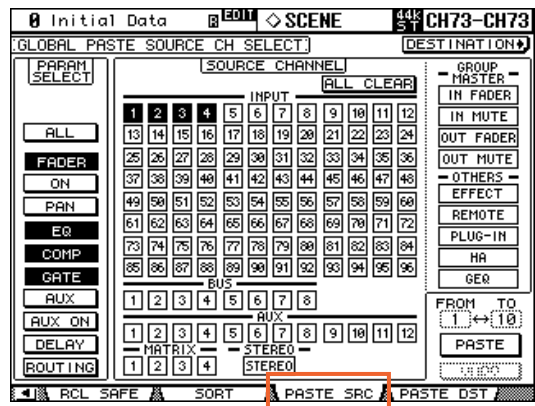 0 Initial Data EDIT ◇SCENE 44k ST CH73-CH73
GLOBAL PASTE SOURCE CH SELECT DESTINATION
PARAM SELECT
ALL
FADER
ON
PAN
EQ
COMP
GATE
AUX
AUX ON
DELAY
ROUTING
SOURCE CHANNEL
ALL CLEAR
INPUT
1 2 3 4 5 6 7 8 9 10 11 12
13 14 15 16 17 18 19 20 21 22 23 24
25 26 27 28 29 30 31 32 33 34 35 36
37 38 39 40 41 42 43 44 45 46 47 48
49 50 51 52 53 54 55 56 57 58 59 60
61 62 63 64 65 66 67 68 69 70 71 72
73 74 75 76 77 78 79 80 81 82 83 84
85 86 87 88 89 90 91 92 93 94 95 96
BUS
1 2 3 4 5 6 7 8
AUX
1 2 3 4 5 6 7 8 9 10 11 12
MATRIX STEREO
1 2 3 4 STEREO
GROUP MASTER
IN FADER
IN MUTE
OUT FADER
OUT MUTE
OTHERS
EFFECT
REMOTE
PLUG-IN
HA
GEQ
FROM TO
1↔10
PASTE
RCL SAFE SORT PASTE SRC PASTE DST